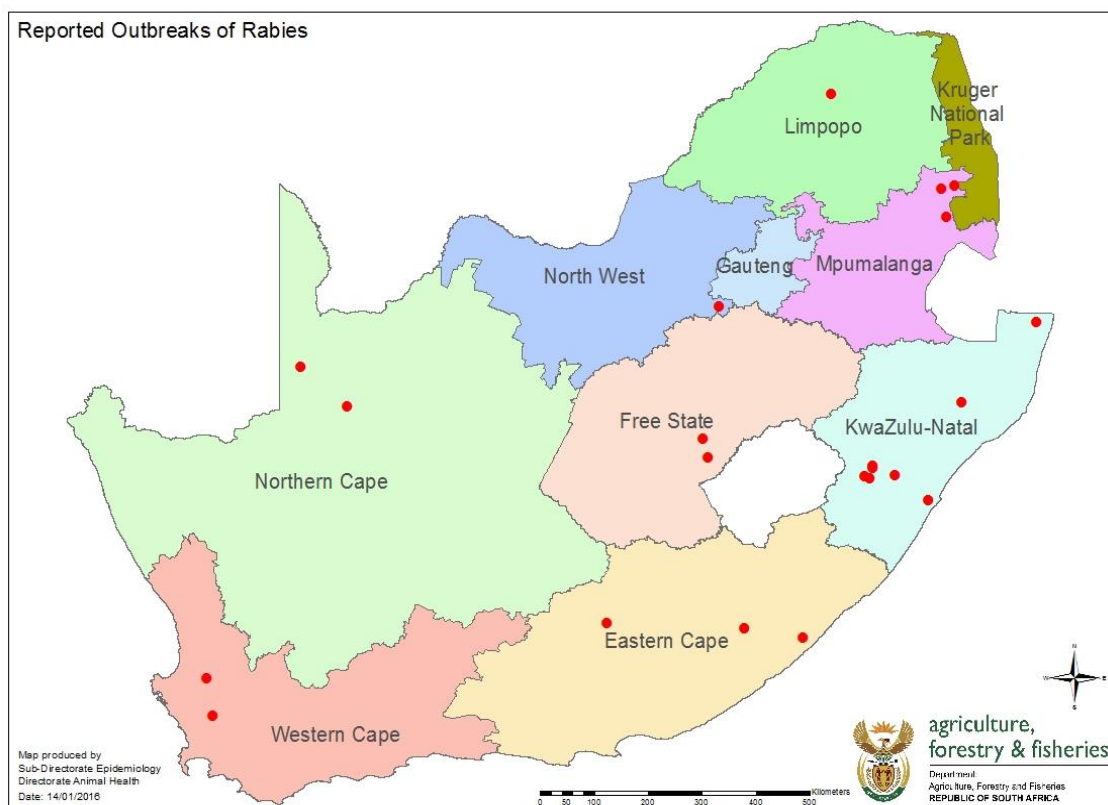 Reported Outbreaks of Rabies
Kruger
National
Park
Limpopo
North West
Gauteng
Mpumalanga
Free State
KwaZulu-Natal
Northern Cape
Eastern Cape
Western Cape
N
W
E
S
Map produced by
Sub-Directorate Epidemiology
Directorate Animal Health
Date: 14/01/2016
Kilometers
0 50 100 200 300 400 500
agriculture,
forestry & fisheries
Department:
Agriculture, Forestry and Fisheries
REPUBLIC OF SOUTH AFRICA